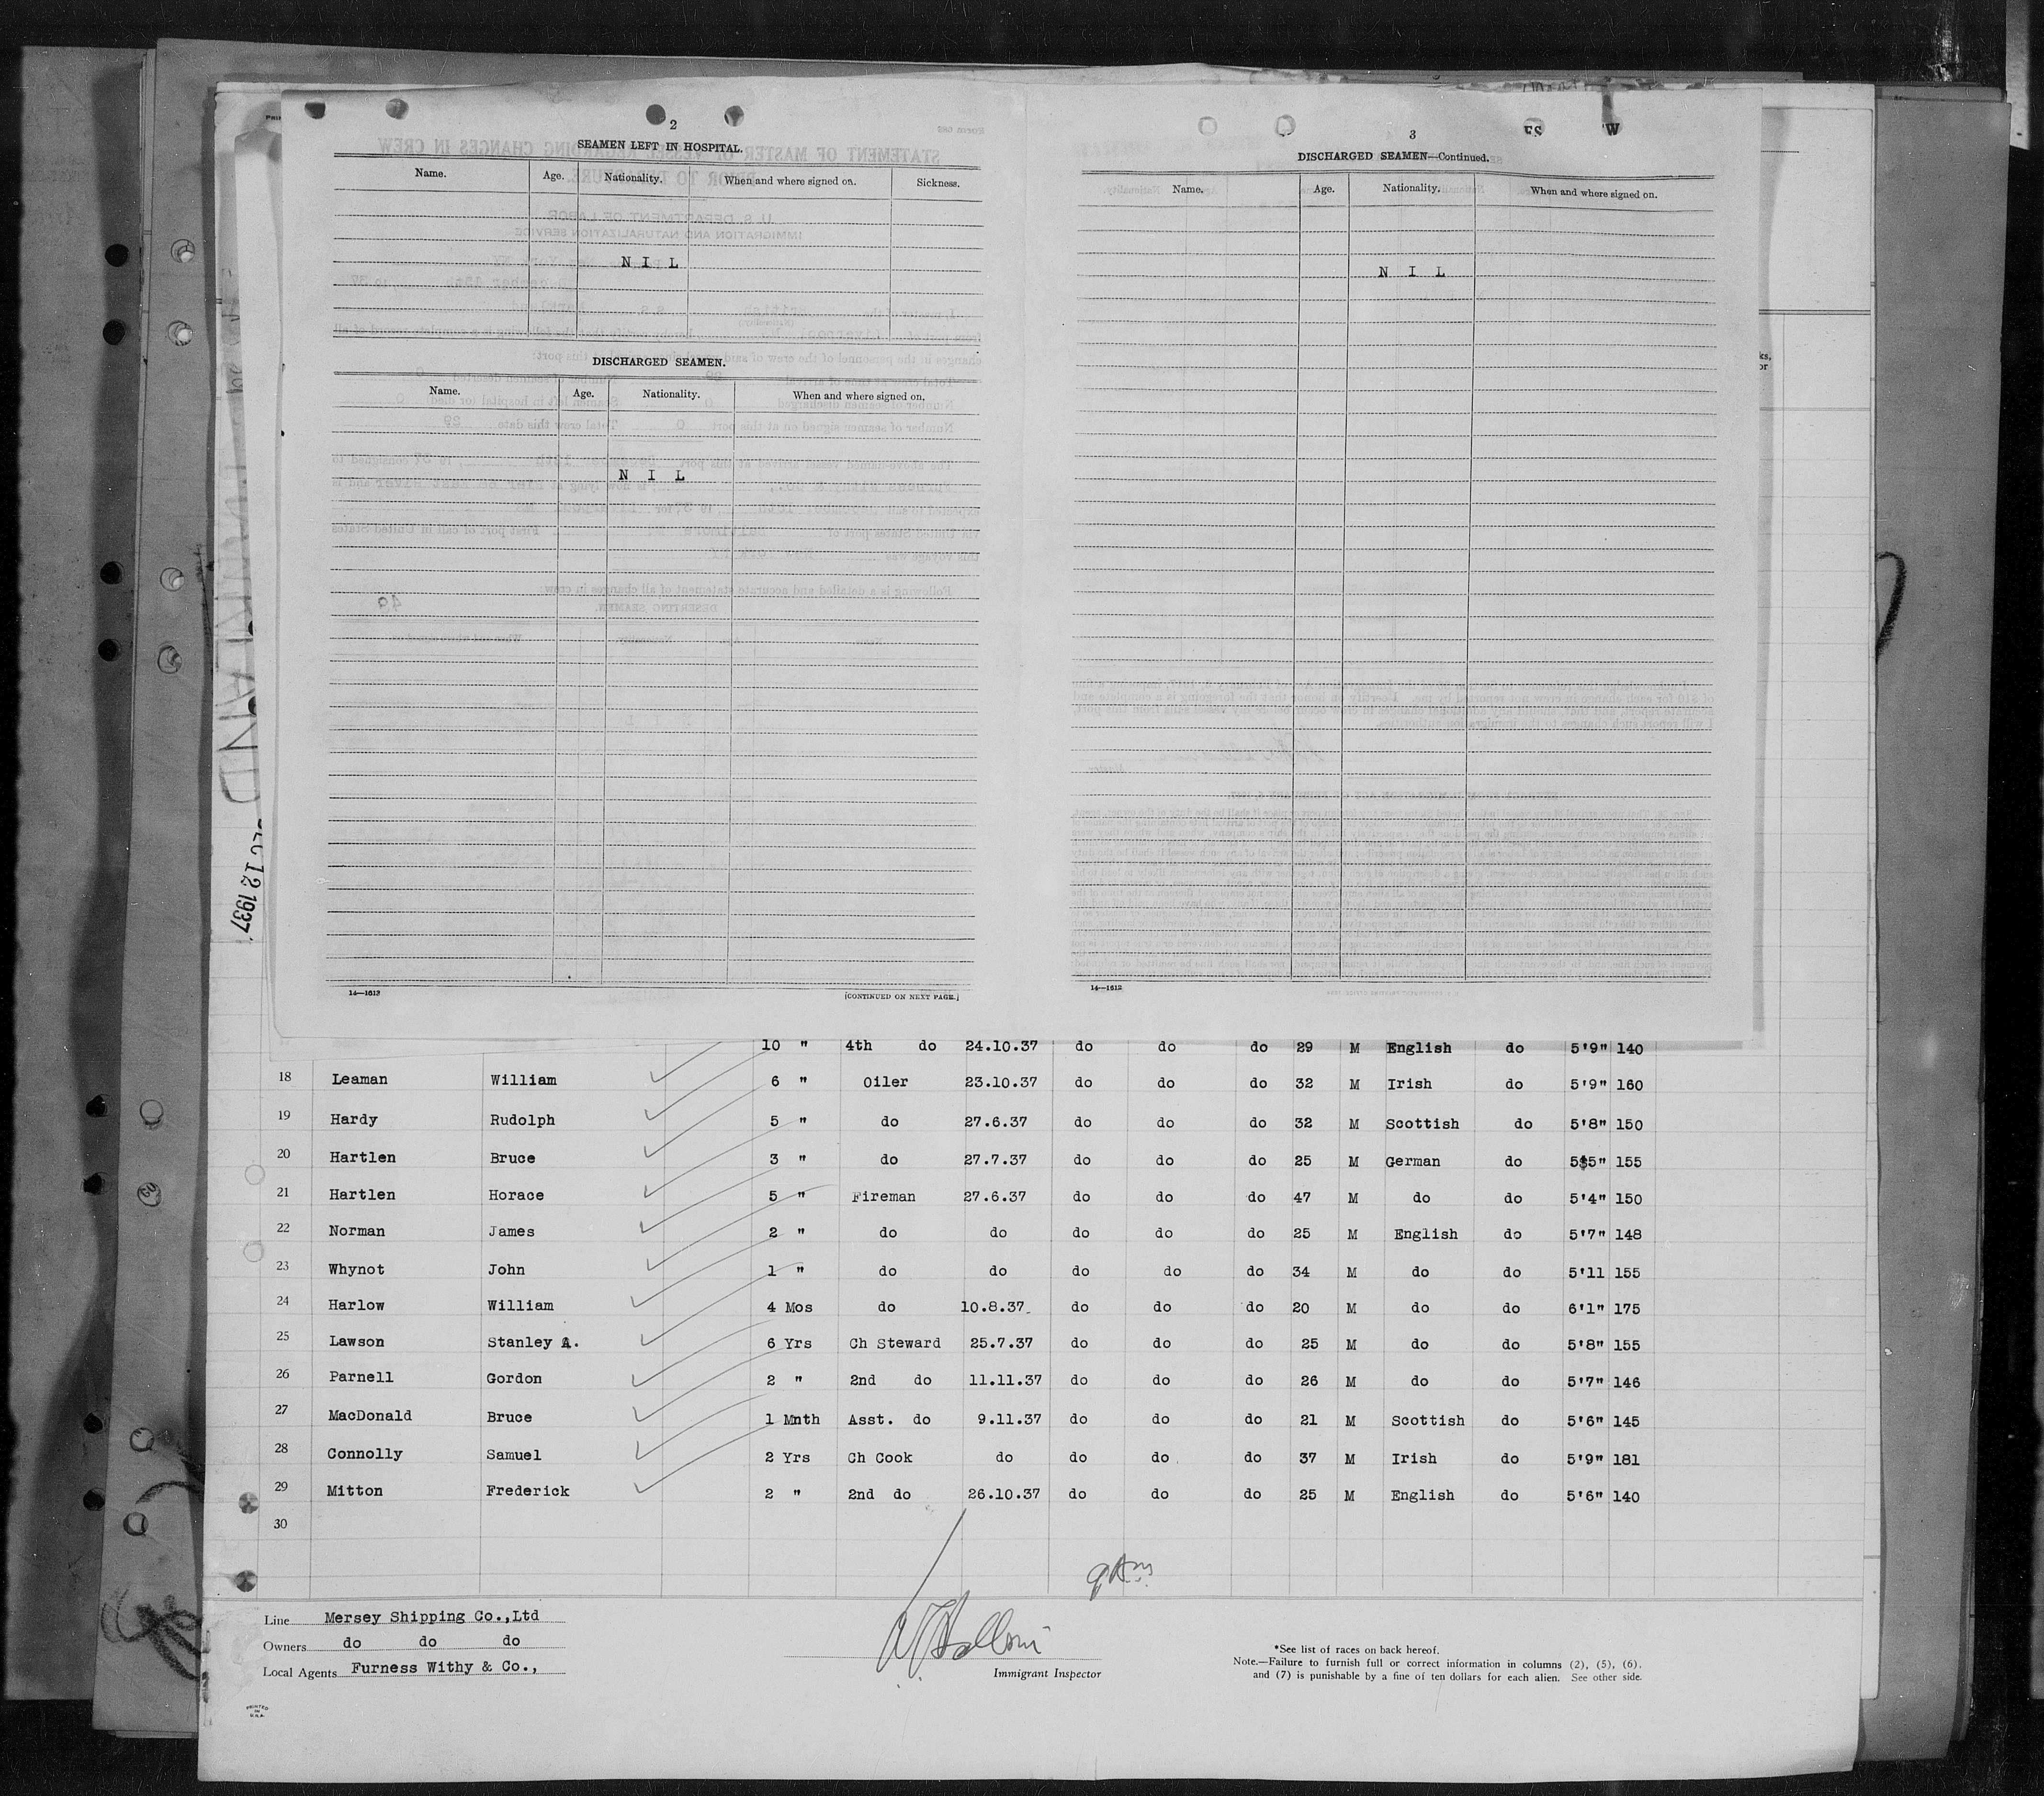 2
SEAMEN LEFT IN HOSPITAL.
Name. Age. Nationality. When and where signed on. Sickness.
N I L
DISCHARGED SEAMEN.
Name. Age. Nationality. When and where signed on.
N I L
14—1612 [CONTINUED ON NEXT PAGE.]
3
DISCHARGED SEAMEN—Continued.
Name. Age. Nationality. When and where signed on.
N I L
14—1612
12 1937
10 " 4th do 24.10.37 do do do 29 M English do 5'9" 140
18 Leaman William 6 " Oiler 23.10.37 do do do 32 M Irish do 5'9" 160
19 Hardy Rudolph 5 " do 27.6.37 do do do 32 M Scottish do 5'8" 150
20 Hartlen Bruce 3 " do 27.7.37 do do do 25 M German do 5'5" 155
21 Hartlen Horace 5 " Fireman 27.6.37 do do do 47 M do do 5'4" 150
22 Norman James 2 " do do do do do 25 M English do 5'7" 148
23 Whynot John 1 " do do do do do 34 M do do 5'11 155
24 Harlow William 4 Mos do 10.8.37 do do do 20 M do do 6'1" 175
25 Lawson Stanley A. 6 Yrs Ch Steward 25.7.37 do do do 25 M do do 5'8" 155
26 Parnell Gordon 2 " 2nd do 11.11.37 do do do 26 M do do 5'7" 146
27 MacDonald Bruce 1 Mnth Asst. do 9.11.37 do do do 21 M Scottish do 5'6" 145
28 Connolly Samuel 2 Yrs Ch Cook do do do do 37 M Irish do 5'9" 181
29 Mitton Frederick 2 " 2nd do 26.10.37 do do do 25 M English do 5'6" 140
30
Line Mersey Shipping Co.,Ltd
Owners do do do
Local Agents Furness Withy & Co.,
Immigrant Inspector
*See list of races on back hereof.
Note.—Failure to furnish full or correct information in columns (2), (5), (6).
and (7) is punishable by a fine of ten dollars for each alien. See other side.
PRINTED
IN
U.S.A.